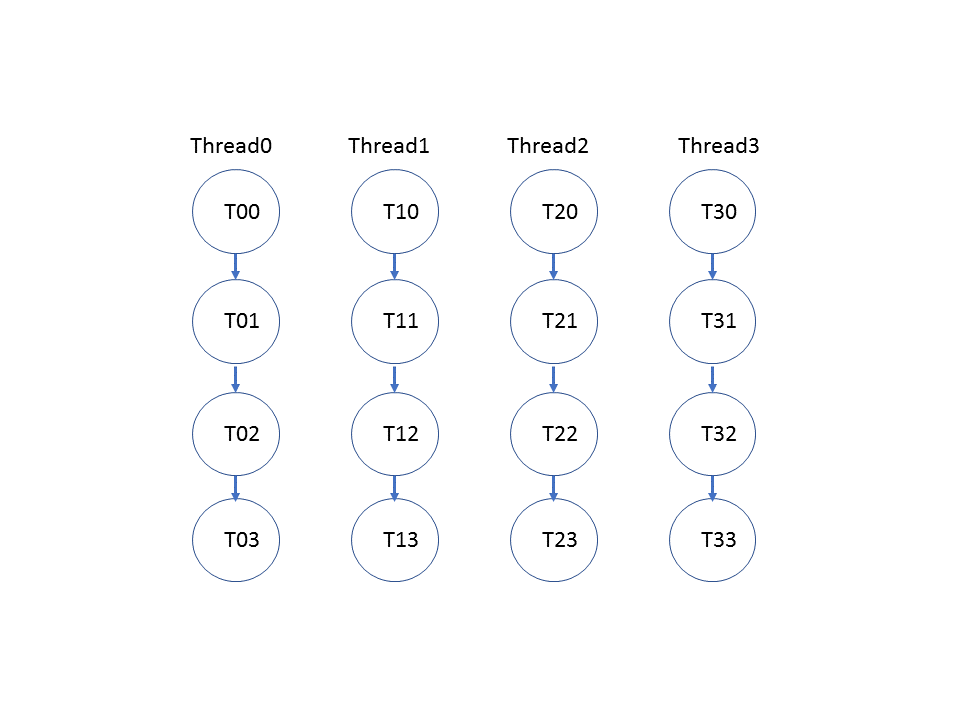 Thread0 Thread1 Thread2 Thread3
T00 T10 T20 T30
T01 T11 T21 T31
T02 T12 T22 T32
T03 T13 T23 T33